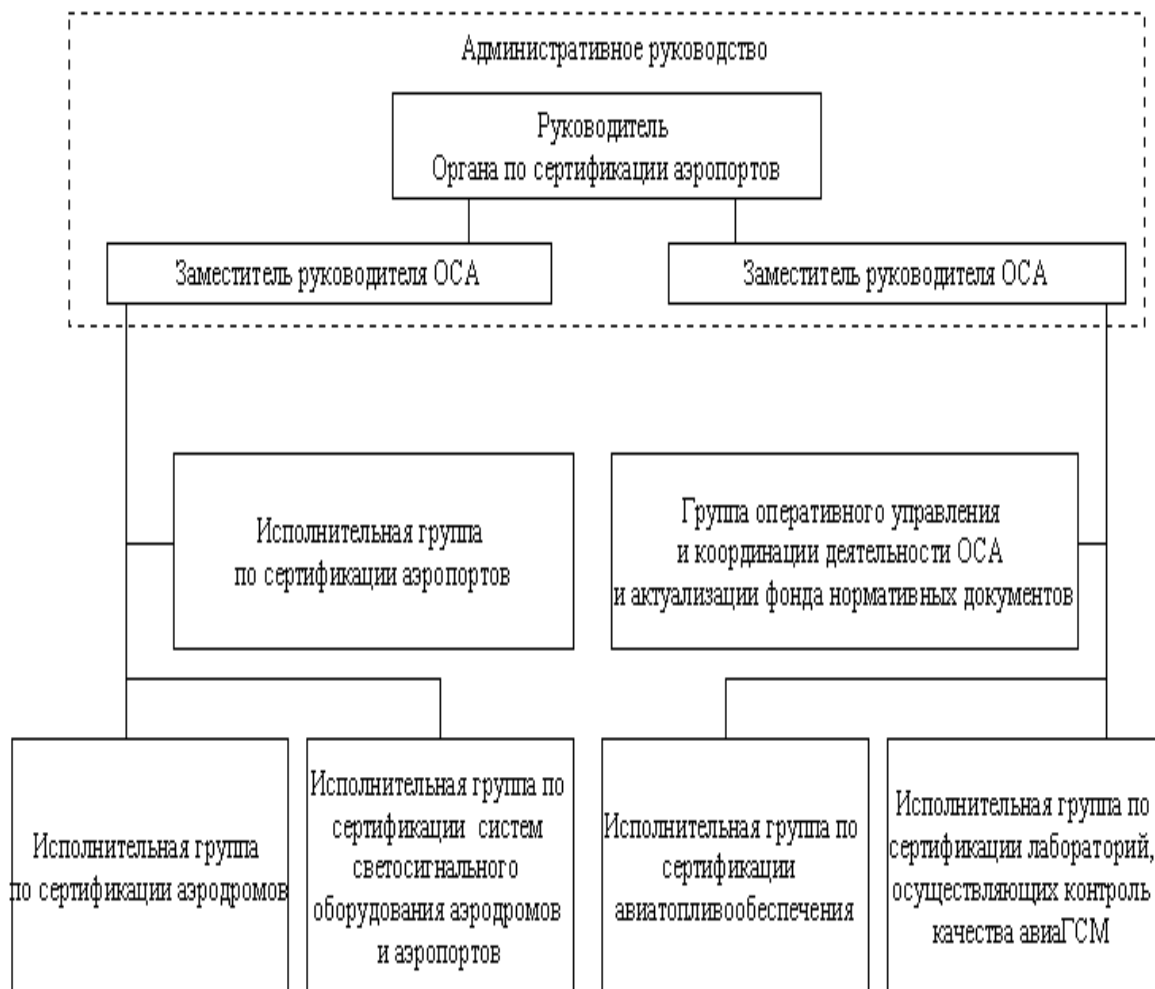 Административное руководство
Руководитель
Органа по сертификации аэропортов
Заместитель руководителя ОСА
Заместитель руководителя ОСА
Исполнительная группа
по сертификации аэропортов
Группа оперативного управления
и координации деятельности ОСА
и актуализации фонда нормативных документов
Исполнительная группа
по сертификации аэродромов
Исполнительная группа по
сертификации систем
светосигнального
оборудования аэродромов
и аэропортов
Исполнительная группа по
сертификации
авиатопливообеспечения
Исполнительная группа по
сертификации лабораторий,
осуществляющих контроль
качества авиаГСМ